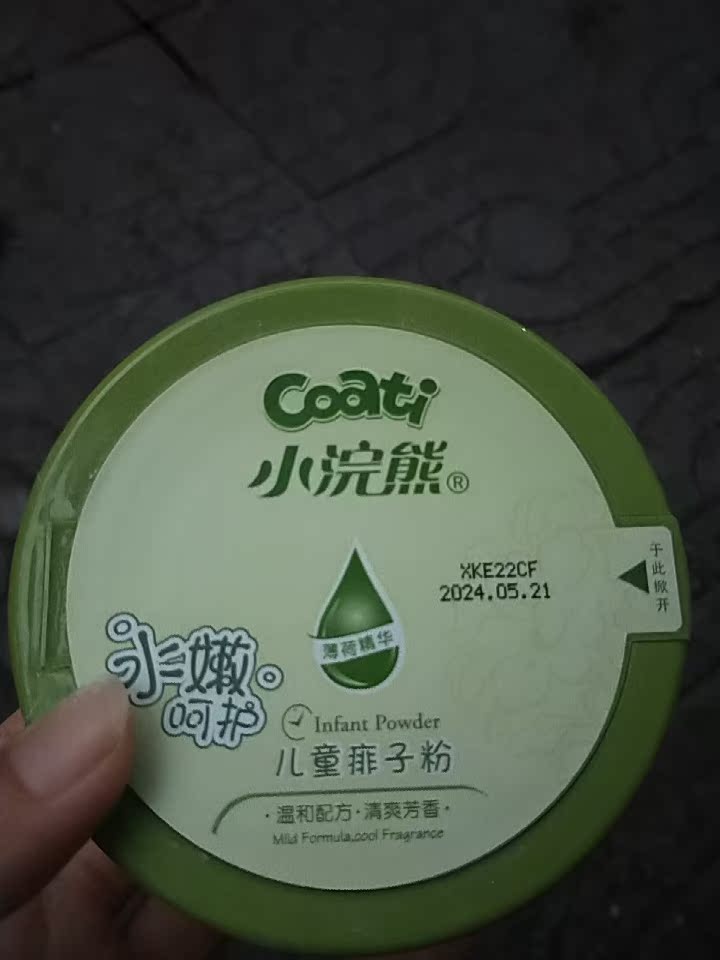 Coati
小浣熊®
XKE22CF
2024.05.21
于此掀开
薄荷精华
水嫩
呵护
Infant Powder
儿童痱子粉
·温和配方·清爽芳香·
Mild Formula,cool Fragrance